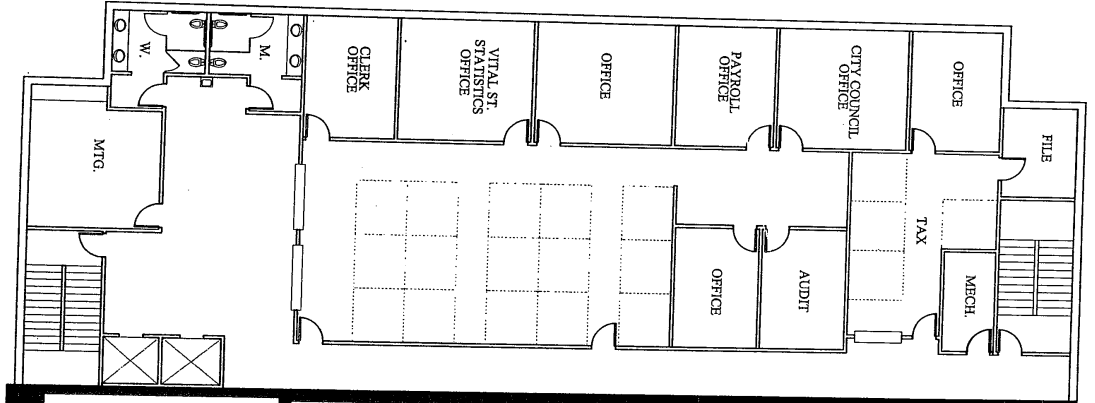 W.
M.
CLERK
OFFICE
VITAL ST.
STATISTICS
OFFICE
OFFICE
PAYROLL
OFFICE
CITY COUNCIL
OFFICE
OFFICE
FILE
MTG.
TAX
OFFICE
AUDIT
MECH.